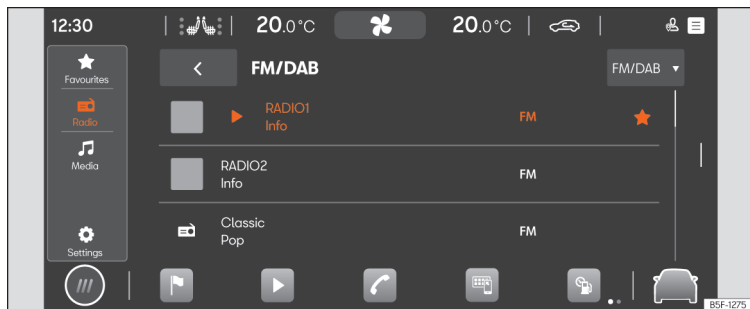 12:30
20.0°C
20.0°C
Favourites
Radio
Media
Settings
FM/DAB
FM/DAB
RADIO1
Info
FM
RADIO2
Info
FM
Classic
Pop
FM
B5F-1275